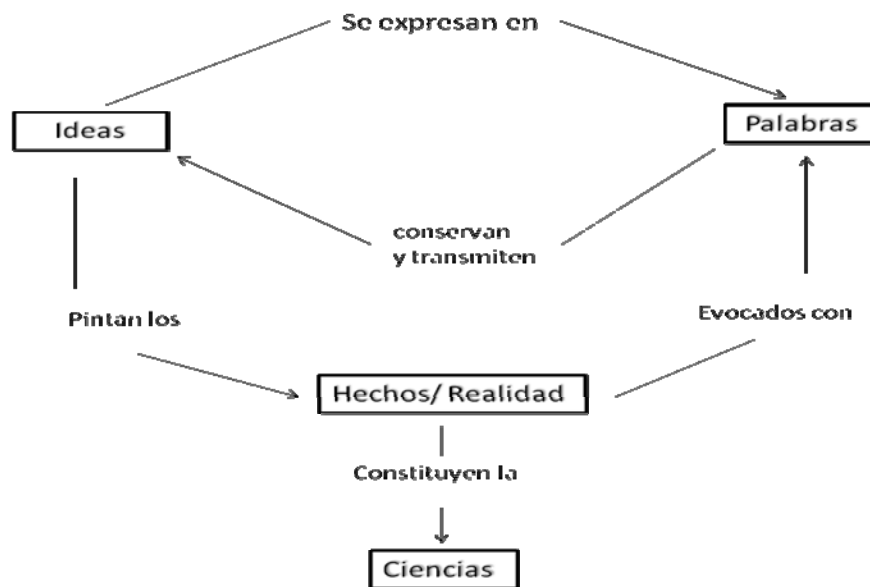 Se expresan en
Ideas
Palabras
conservan
y transmiten
Pintan los
Evocados con
Hechos/ Realidad
Constituyen la
Ciencias